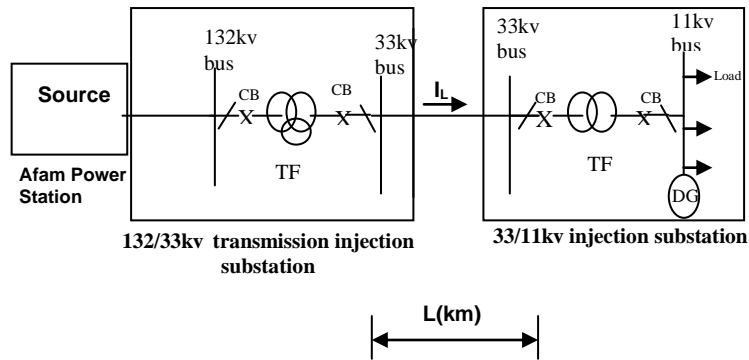 Source
Afam Power
Station
132kv
bus
CB
X
TF
CB
X
33kv
bus
132/33kv transmission injection
substation
IL
33kv
bus
CB
X
TF
CB
X
11kv
bus
Load
DG
33/11kv injection substation
L(km)